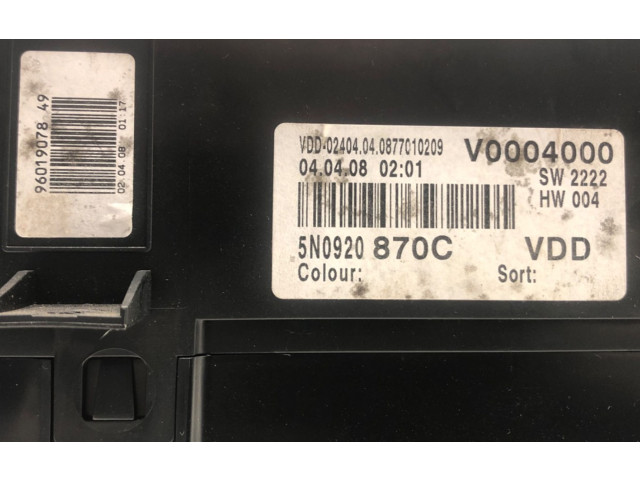 96019078 49
02 04 08 01 17
VDD-02404.04.0877010209 V0004000
04.04.08 02:01 SW 2222
HW 004
5N0920 870C VDD
Colour: Sort: